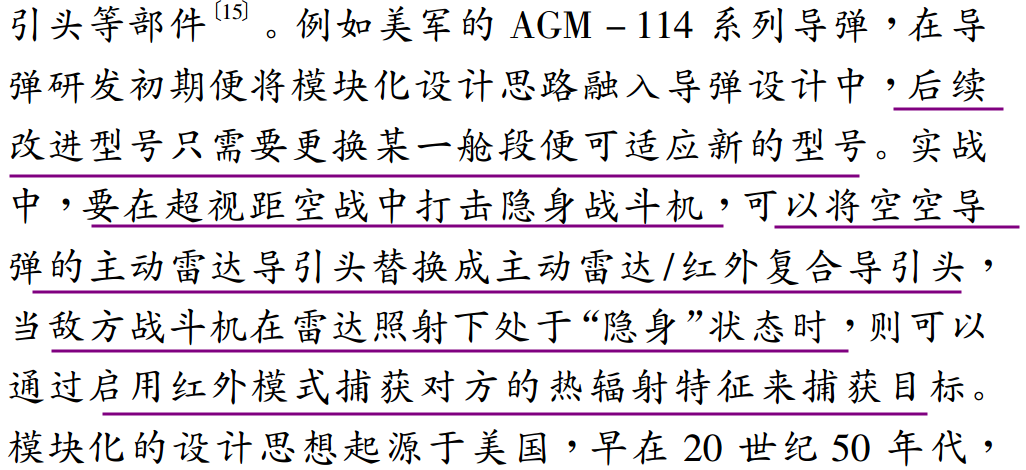 引头等部件〔15〕。例如美军的 AGM－114 系列导弹，在导
弹研发初期便将模块化设计思路融入导弹设计中，后续
改进型号只需要更换某一舱段便可适应新的型号。实战
中，要在超视距空战中打击隐身战斗机，可以将空空导
弹的主动雷达导引头替换成主动雷达/红外复合导引头，
当敌方战斗机在雷达照射下处于“隐身”状态时，则可以
通过启用红外模式捕获对方的热辐射特征来捕获目标。
模块化的设计思想起源于美国，早在 20 世纪 50 年代，